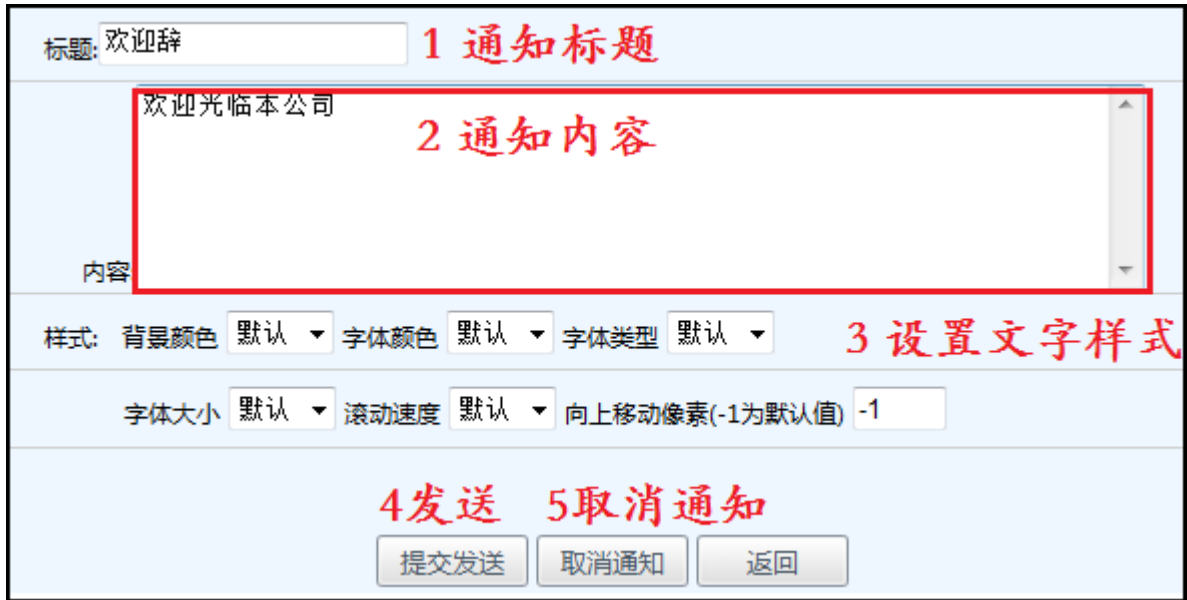 标题: 欢迎辞 1 通知标题
欢迎光临本公司
2 通知内容
内容
样式: 背景颜色 默认 字体颜色 默认 字体类型 默认 3 设置文字样式
字体大小 默认 滚动速度 默认 向上移动像素(-1为默认值) -1
4发送 5取消通知
提交发送 取消通知 返回